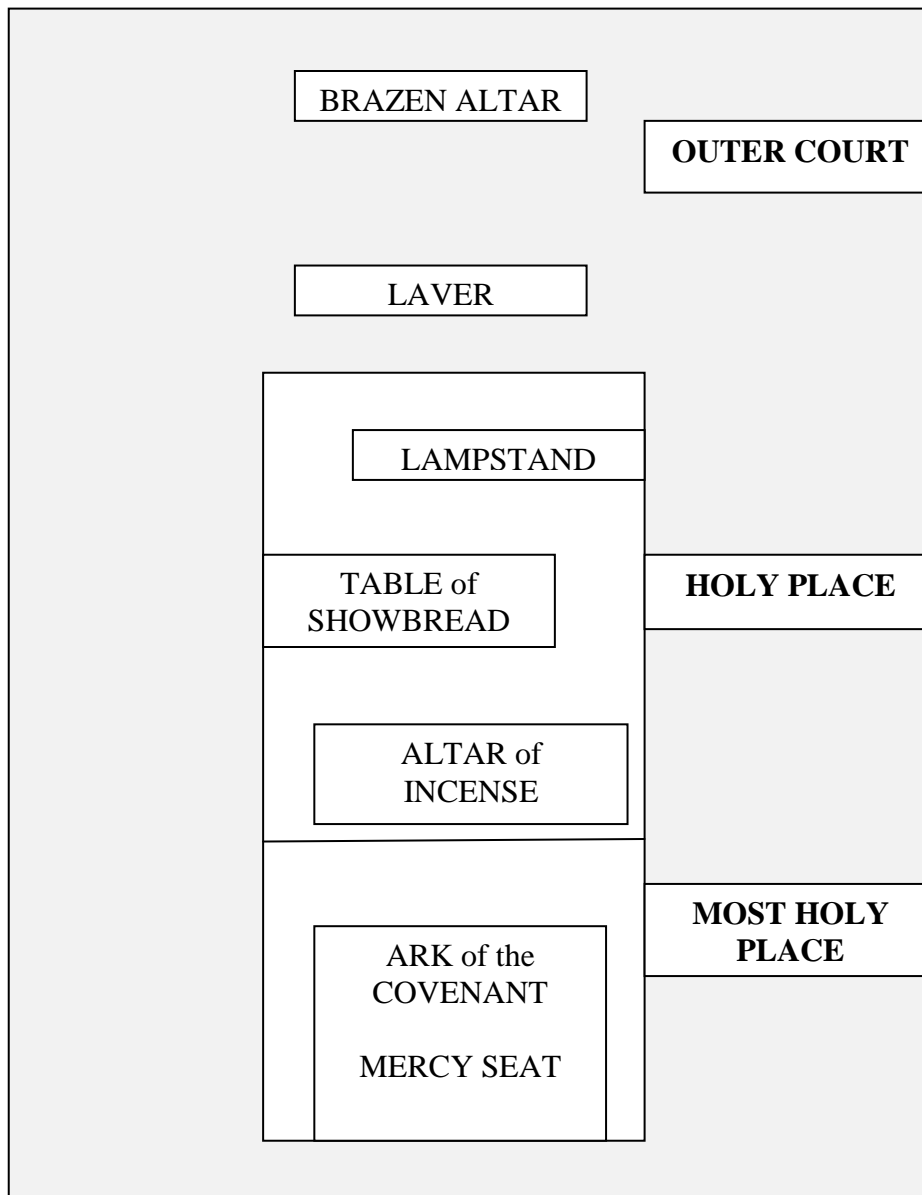 BRAZEN ALTAR
OUTER COURT
LAVER
LAMPSTAND
TABLE of
SHOWBREAD
HOLY PLACE
ALTAR of
INCENSE
MOST HOLY
PLACE
ARK of the
COVENANT
MERCY SEAT